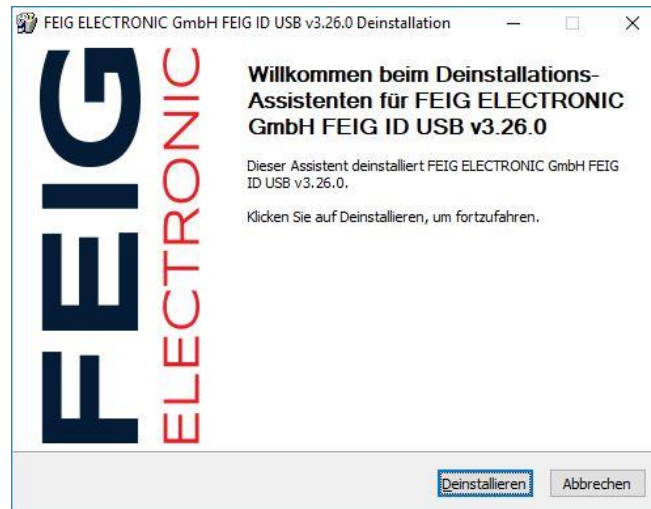 FEIG ELECTRONIC GmbH FEIG ID USB v3.26.0 Deinstallation
FEIG
ELECTRONIC
Willkommen beim Deinstallations-
Assistenten für FEIG ELECTRONIC
GmbH FEIG ID USB v3.26.0
Dieser Assistent deinstalliert FEIG ELECTRONIC GmbH FEIG
ID USB v3.26.0.
Klicken Sie auf Deinstallieren, um fortzufahren.
Deinstallieren
Abbrechen